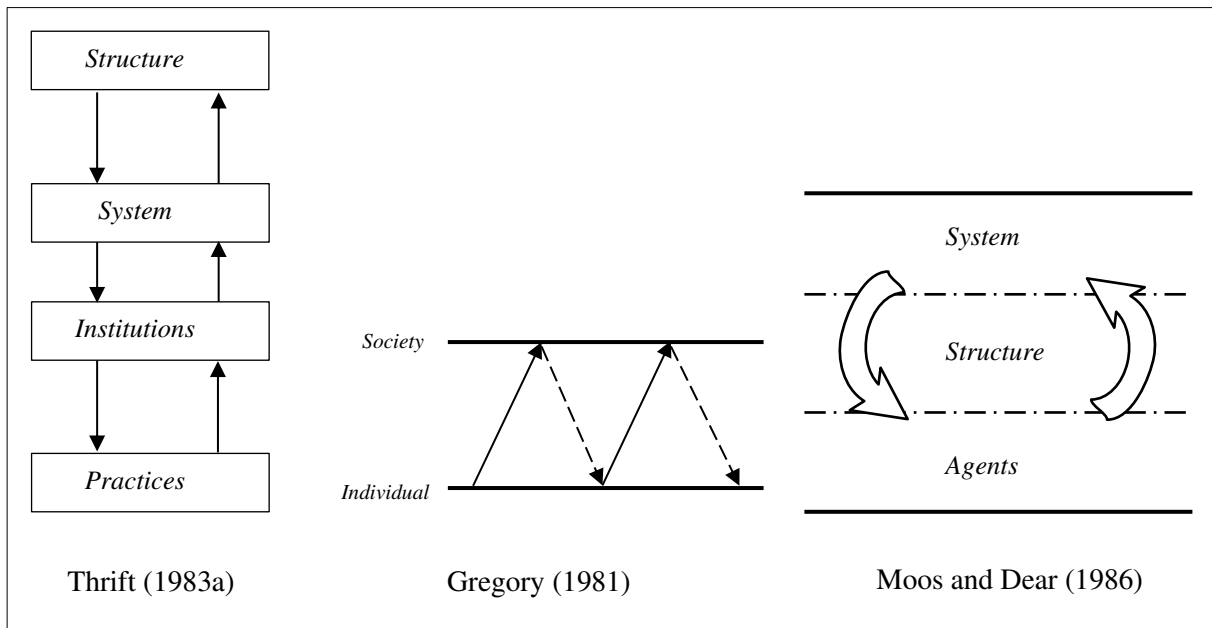 Structure
System
Institutions
Practices
Thrift (1983a)
Society
Individual
Gregory (1981)
System
Structure
Agents
Moos and Dear (1986)